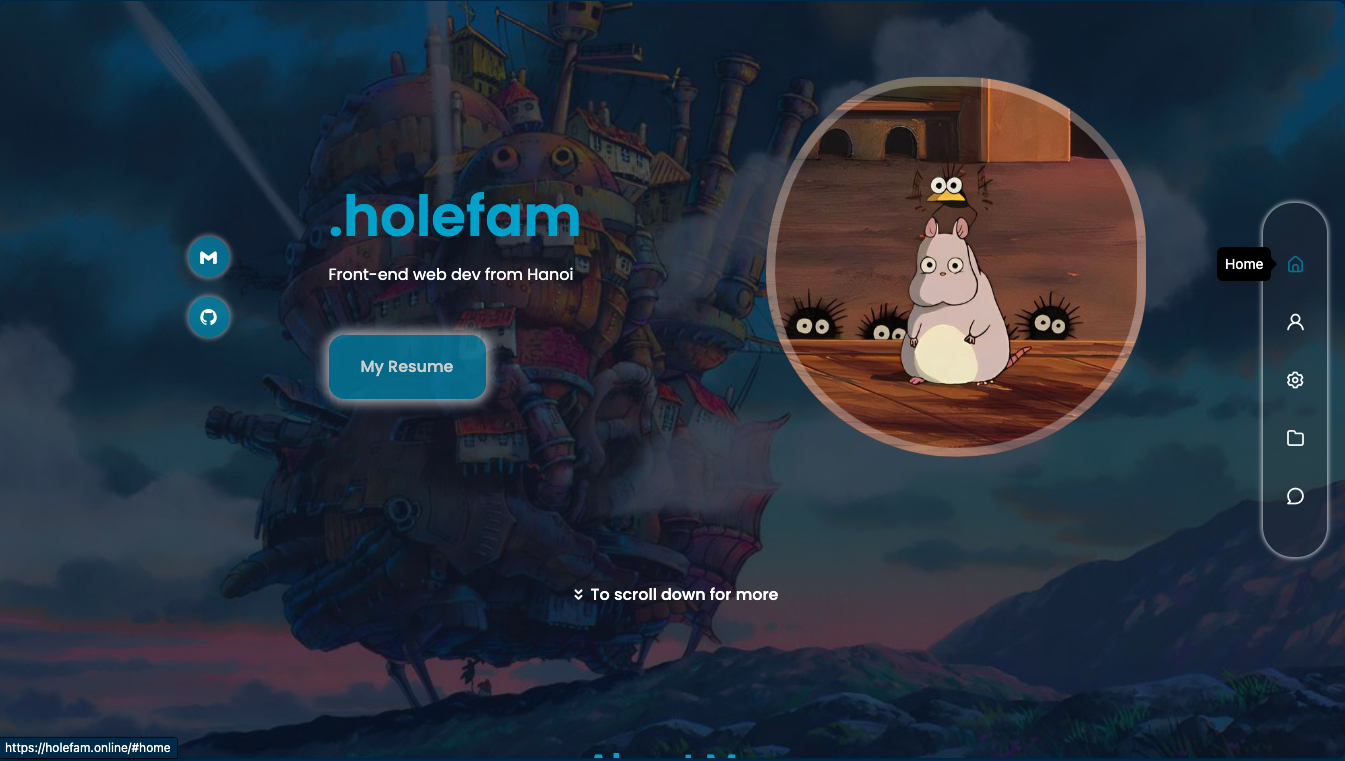 .holefam
Front-end web dev from Hanoi
My Resume
Home
To scroll down for more
https://holefam.online/#home